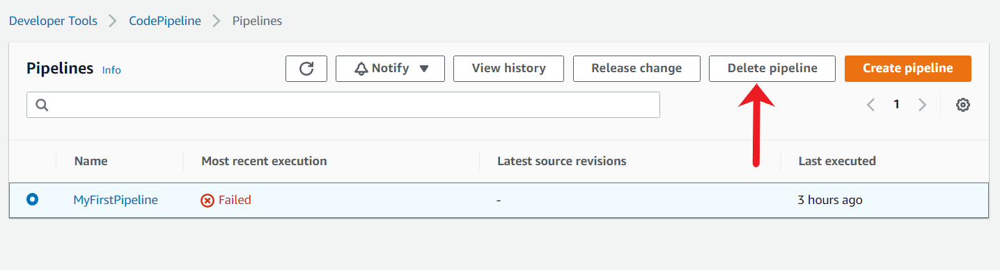 Developer Tools > CodePipeline > Pipelines
Pipelines Info Notify View history Release change Delete pipeline Create pipeline
1
Name Most recent execution Latest source revisions Last executed
MyFirstPipeline Failed - 3 hours ago